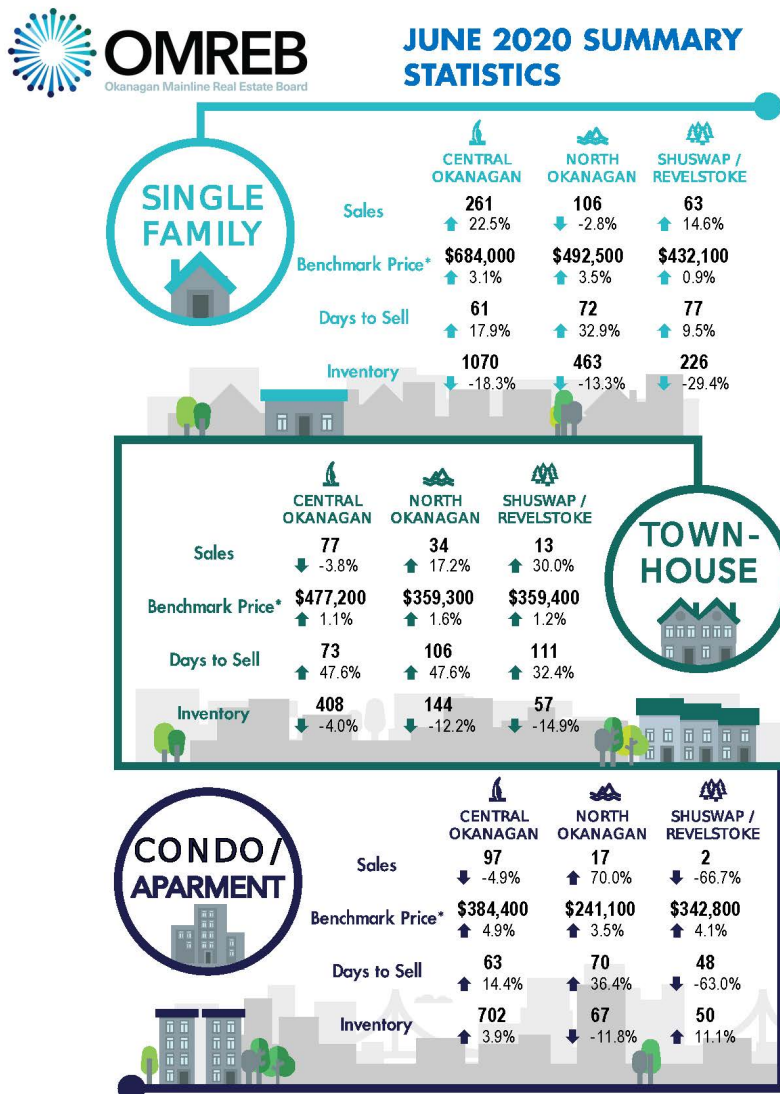 OMREB
Okanagan Mainline Real Estate Board
JUNE 2020 SUMMARY
STATISTICS
SINGLE
FAMILY
CENTRAL OKANAGAN NORTH OKANAGAN SHUSWAP / REVELSTOKE
Sales 261 106 63
22.5% -2.8% 14.6%
Benchmark Price* $684,000 $492,500 $432,100
3.1% 3.5% 0.9%
Days to Sell 61 72 77
17.9% 32.9% 9.5%
Inventory 1070 463 226
-18.3% -13.3% -29.4%
TOWN-
HOUSE
CENTRAL OKANAGAN NORTH OKANAGAN SHUSWAP / REVELSTOKE
Sales 77 34 13
-3.8% 17.2% 30.0%
Benchmark Price* $477,200 $359,300 $359,400
1.1% 1.6% 1.2%
Days to Sell 73 106 111
47.6% 47.6% 32.4%
Inventory 408 144 57
-4.0% -12.2% -14.9%
CONDO/
APARMENT
CENTRAL OKANAGAN NORTH OKANAGAN SHUSWAP / REVELSTOKE
Sales 97 17 2
-4.9% 70.0% -66.7%
Benchmark Price* $384,400 $241,100 $342,800
4.9% 3.5% 4.1%
Days to Sell 63 70 48
14.4% 36.4% -63.0%
Inventory 702 67 50
3.9% -11.8% 11.1%